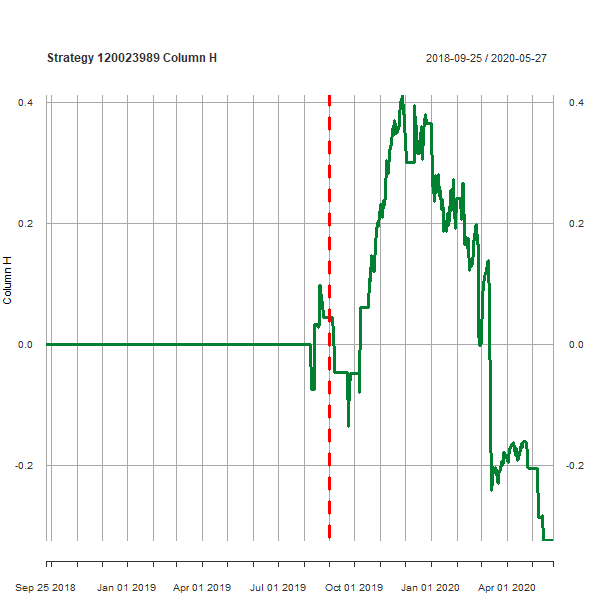 Strategy 120023989 Column H
2018-09-25 / 2020-05-27
0.4
0.4
0.2
0.2
Column H
0.0
0.0
-0.2
-0.2
Sep 25 2018
Jan 01 2019
Apr 01 2019
Jul 01 2019
Oct 01 2019
Jan 01 2020
Apr 01 2020